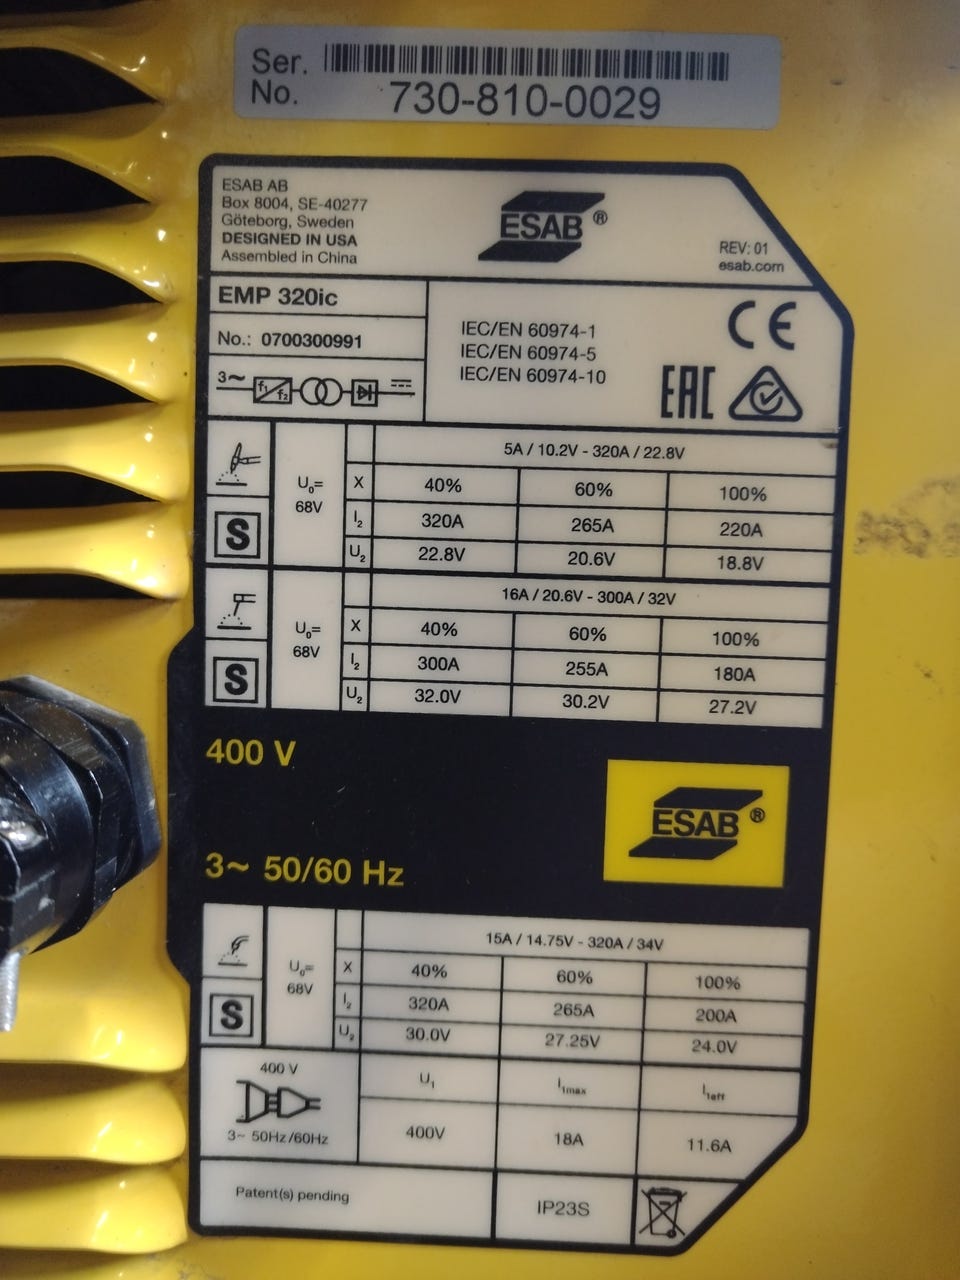 Ser.
No.
730-810-0029
ESAB AB
Box 8004, SE-40277
Göteborg, Sweden
DESIGNED IN USA
Assembled in China
ESAB®
REV: 01
esab.com
EMP 320ic
No.: 0700300991
3~ f₁ f₂
IEC/EN 60974-1
IEC/EN 60974-5
IEC/EN 60974-10
CE
EAC
S
U₀=
68V
5A / 10.2V - 320A / 22.8V
X 40% 60% 100%
I₂ 320A 265A 220A
U₂ 22.8V 20.6V 18.8V
S
U₀=
68V
16A / 20.6V - 300A / 32V
X 40% 60% 100%
I₂ 300A 255A 180A
U₂ 32.0V 30.2V 27.2V
400 V
ESAB®
3~ 50/60 Hz
S
U₀=
68V
15A / 14.75V - 320A / 34V
X 40% 60% 100%
I₂ 320A 265A 200A
U₂ 30.0V 27.25V 24.0V
400 V
3~ 50Hz/60Hz
U₁ I₁max I₁eff
400V 18A 11.6A
Patent(s) pending
IP23S